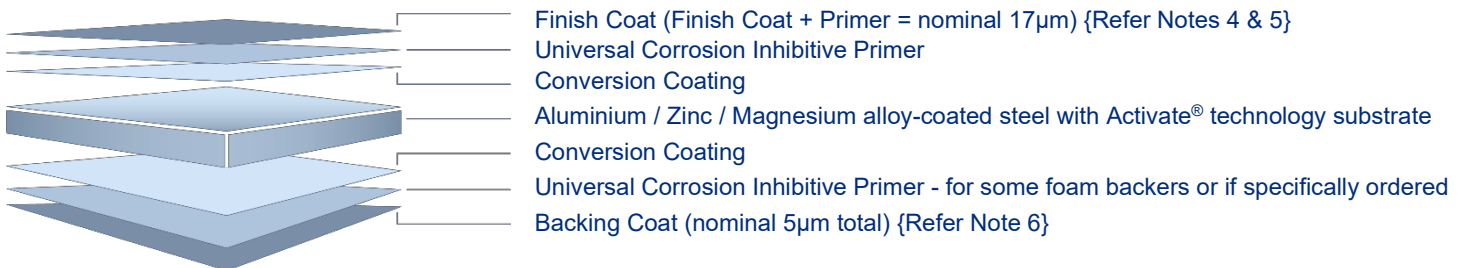 Finish Coat (Finish Coat + Primer = nominal 17µm) {Refer Notes 4 & 5}
Universal Corrosion Inhibitive Primer
Conversion Coating
Aluminium / Zinc / Magnesium alloy-coated steel with Activate® technology substrate
Conversion Coating
Universal Corrosion Inhibitive Primer - for some foam backers or if specifically ordered
Backing Coat (nominal 5µm total) {Refer Note 6}